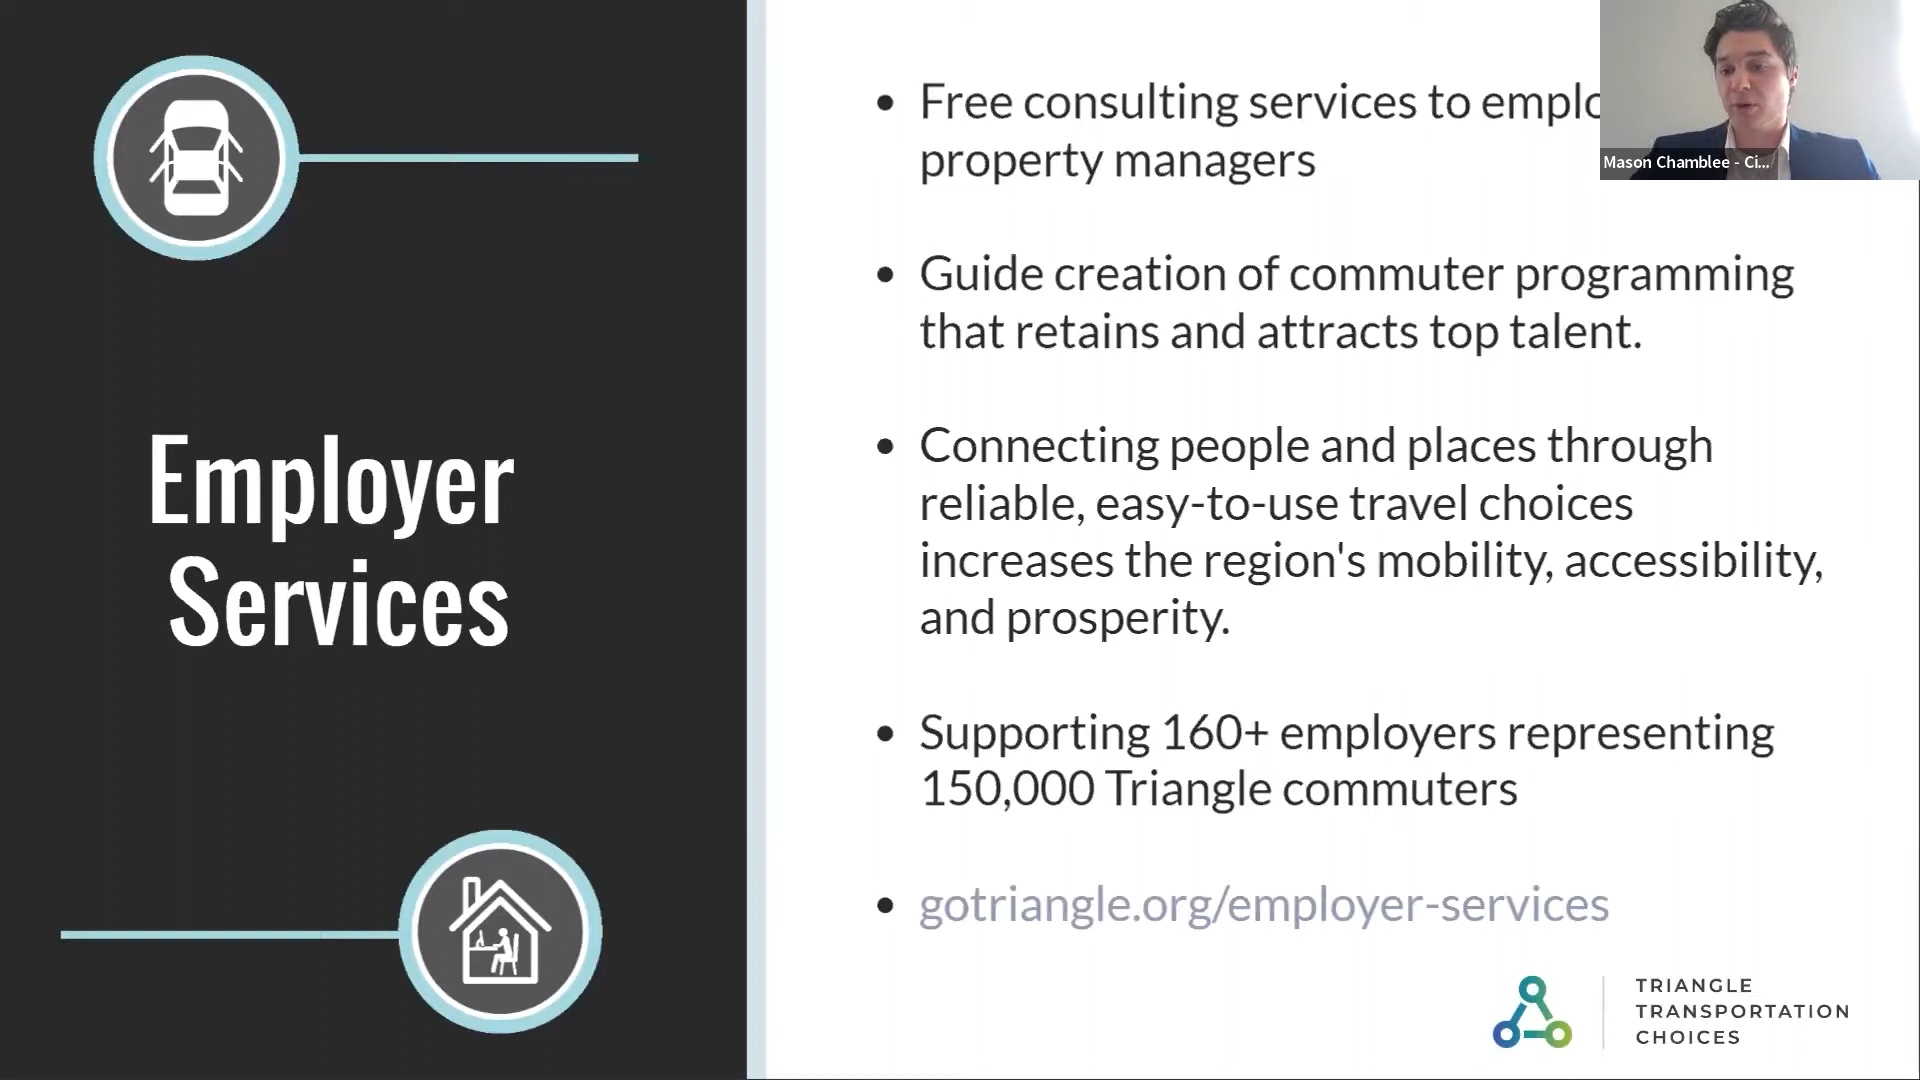 Employer
Services
Free consulting services to emplo
property managers
Guide creation of commuter programming
that retains and attracts top talent.
Connecting people and places through
reliable, easy-to-use travel choices
increases the region's mobility, accessibility,
and prosperity.
Supporting 160+ employers representing
150,000 Triangle commuters
gotriangle.org/employer-services
Mason Chamblee - Ci...
TRIANGLE
TRANSPORTATION
CHOICES